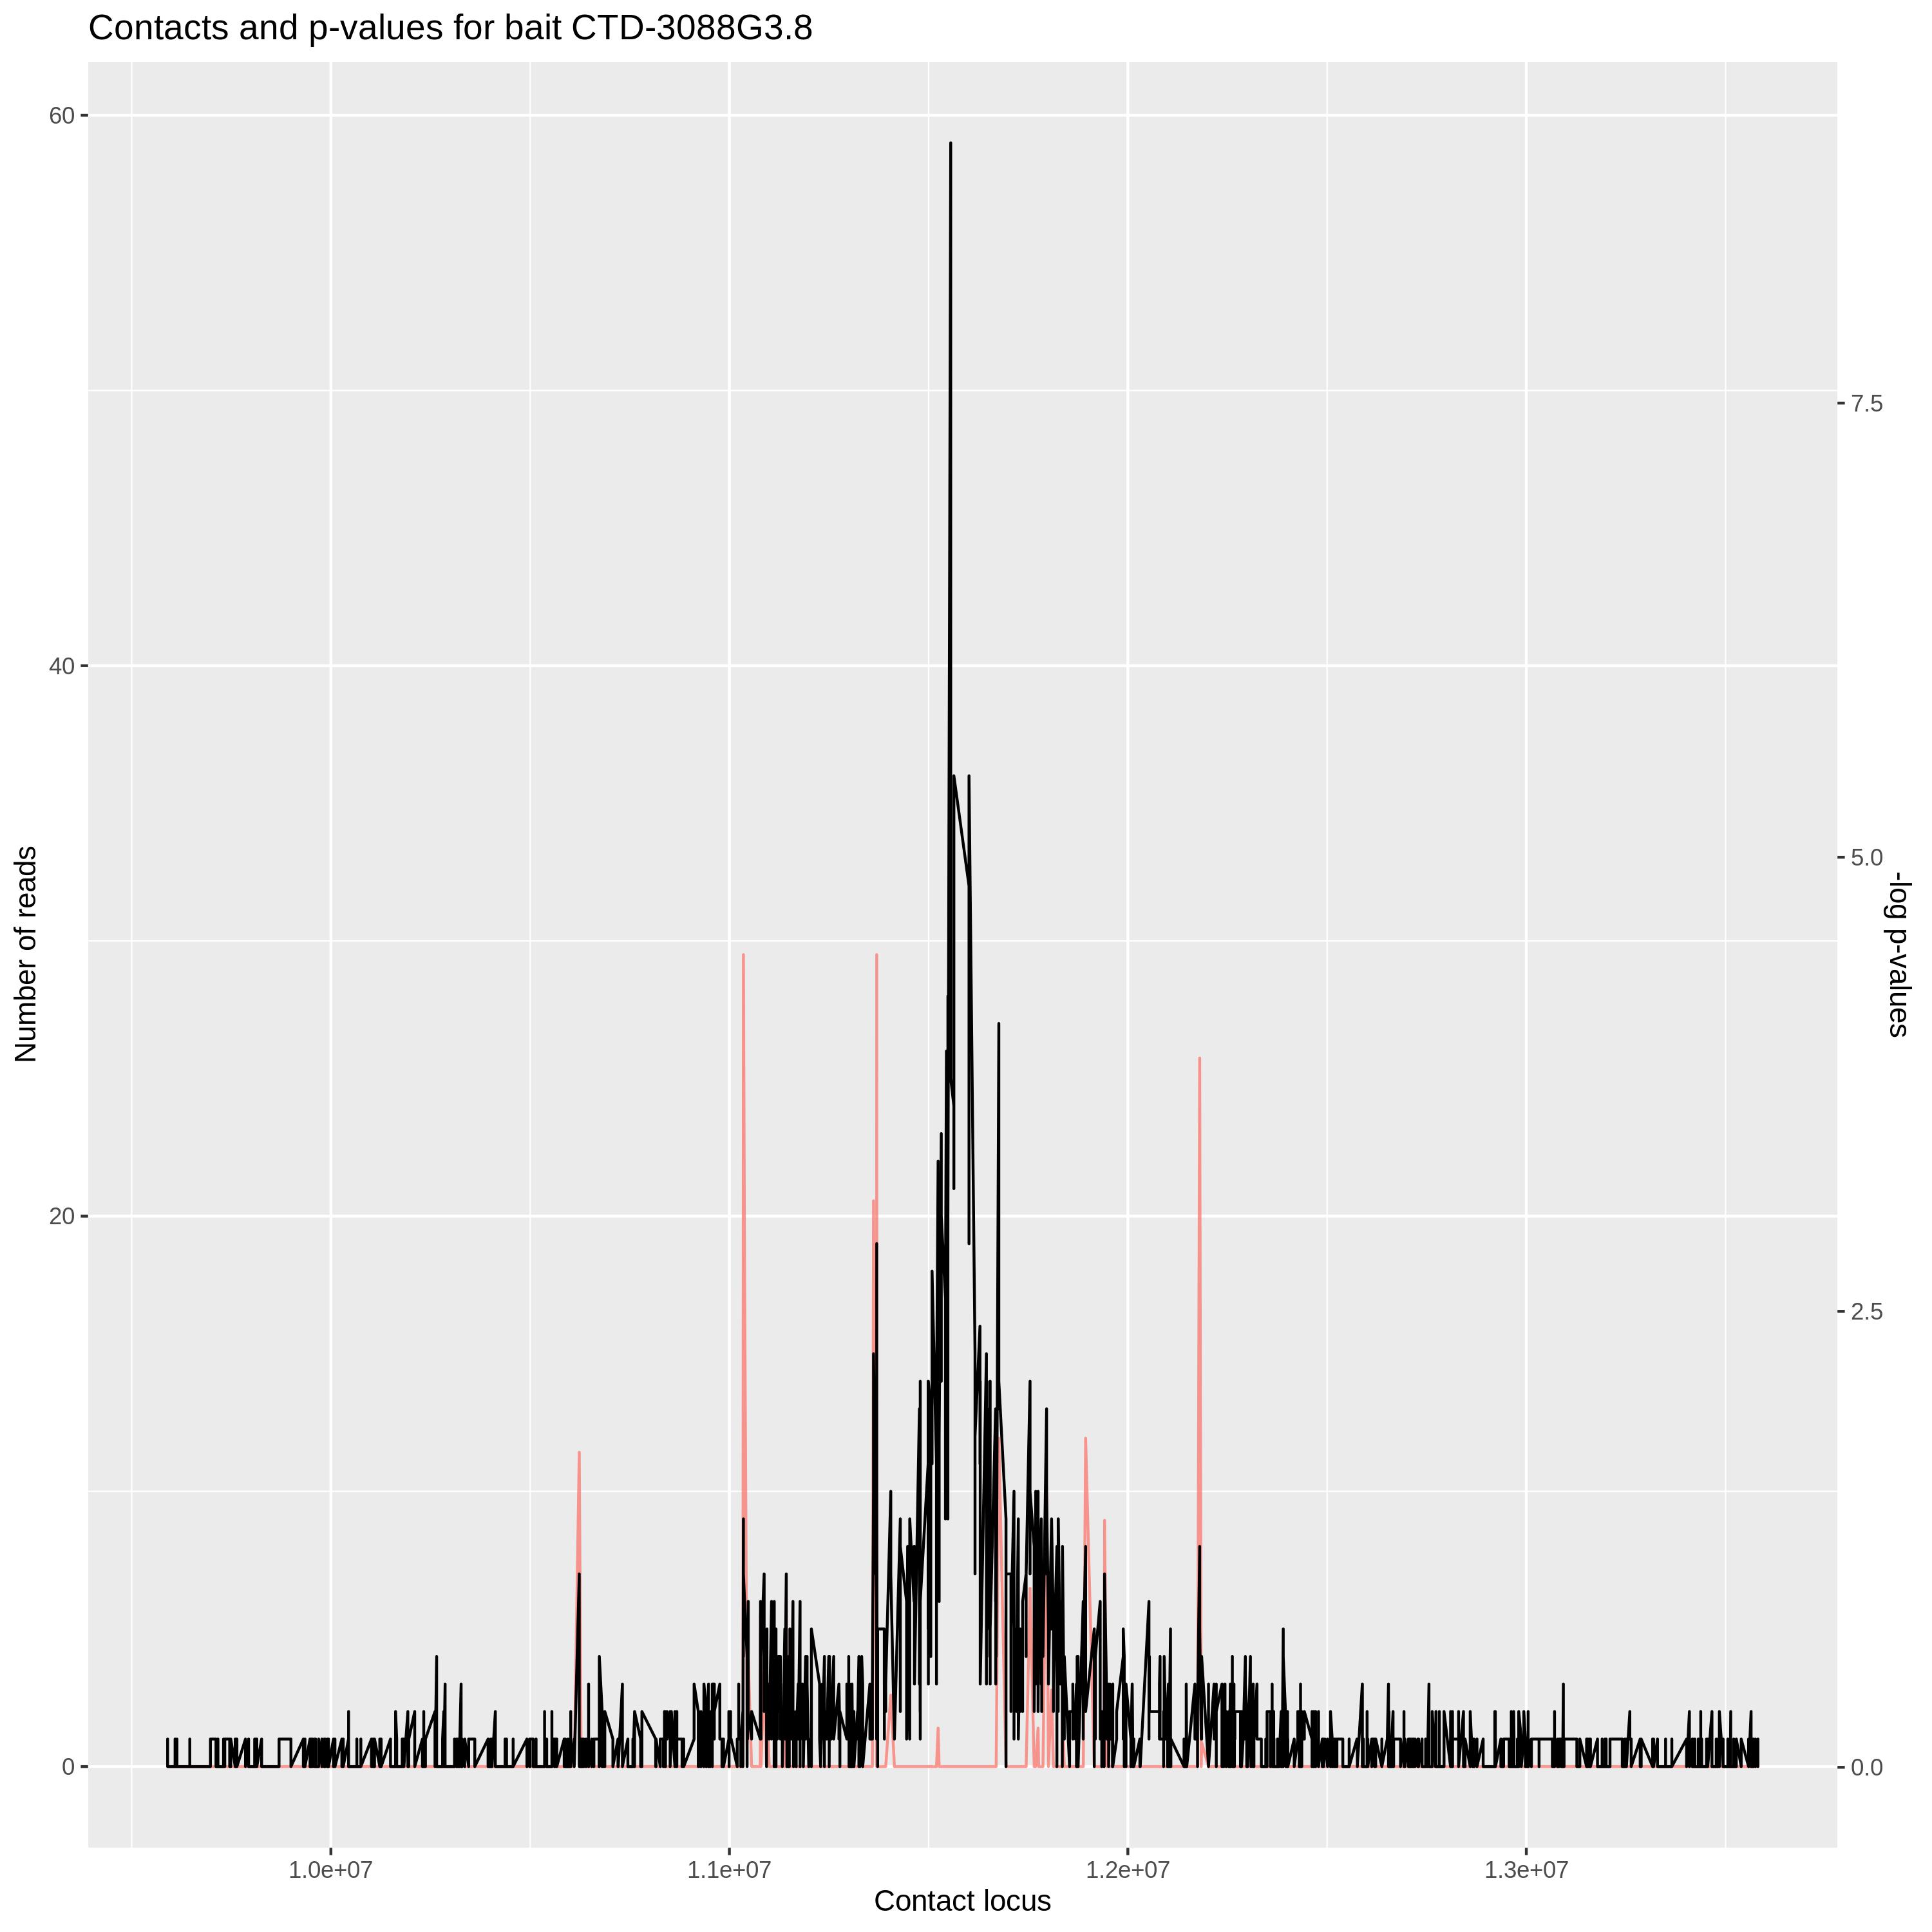 Contacts and p-values for bait CTD-3088G3.8
60
40
20
0
Number of reads
7.5
5.0
2.5
0.0
-log p-values
1.0e+07
1.1e+07
1.2e+07
1.3e+07
Contact locus